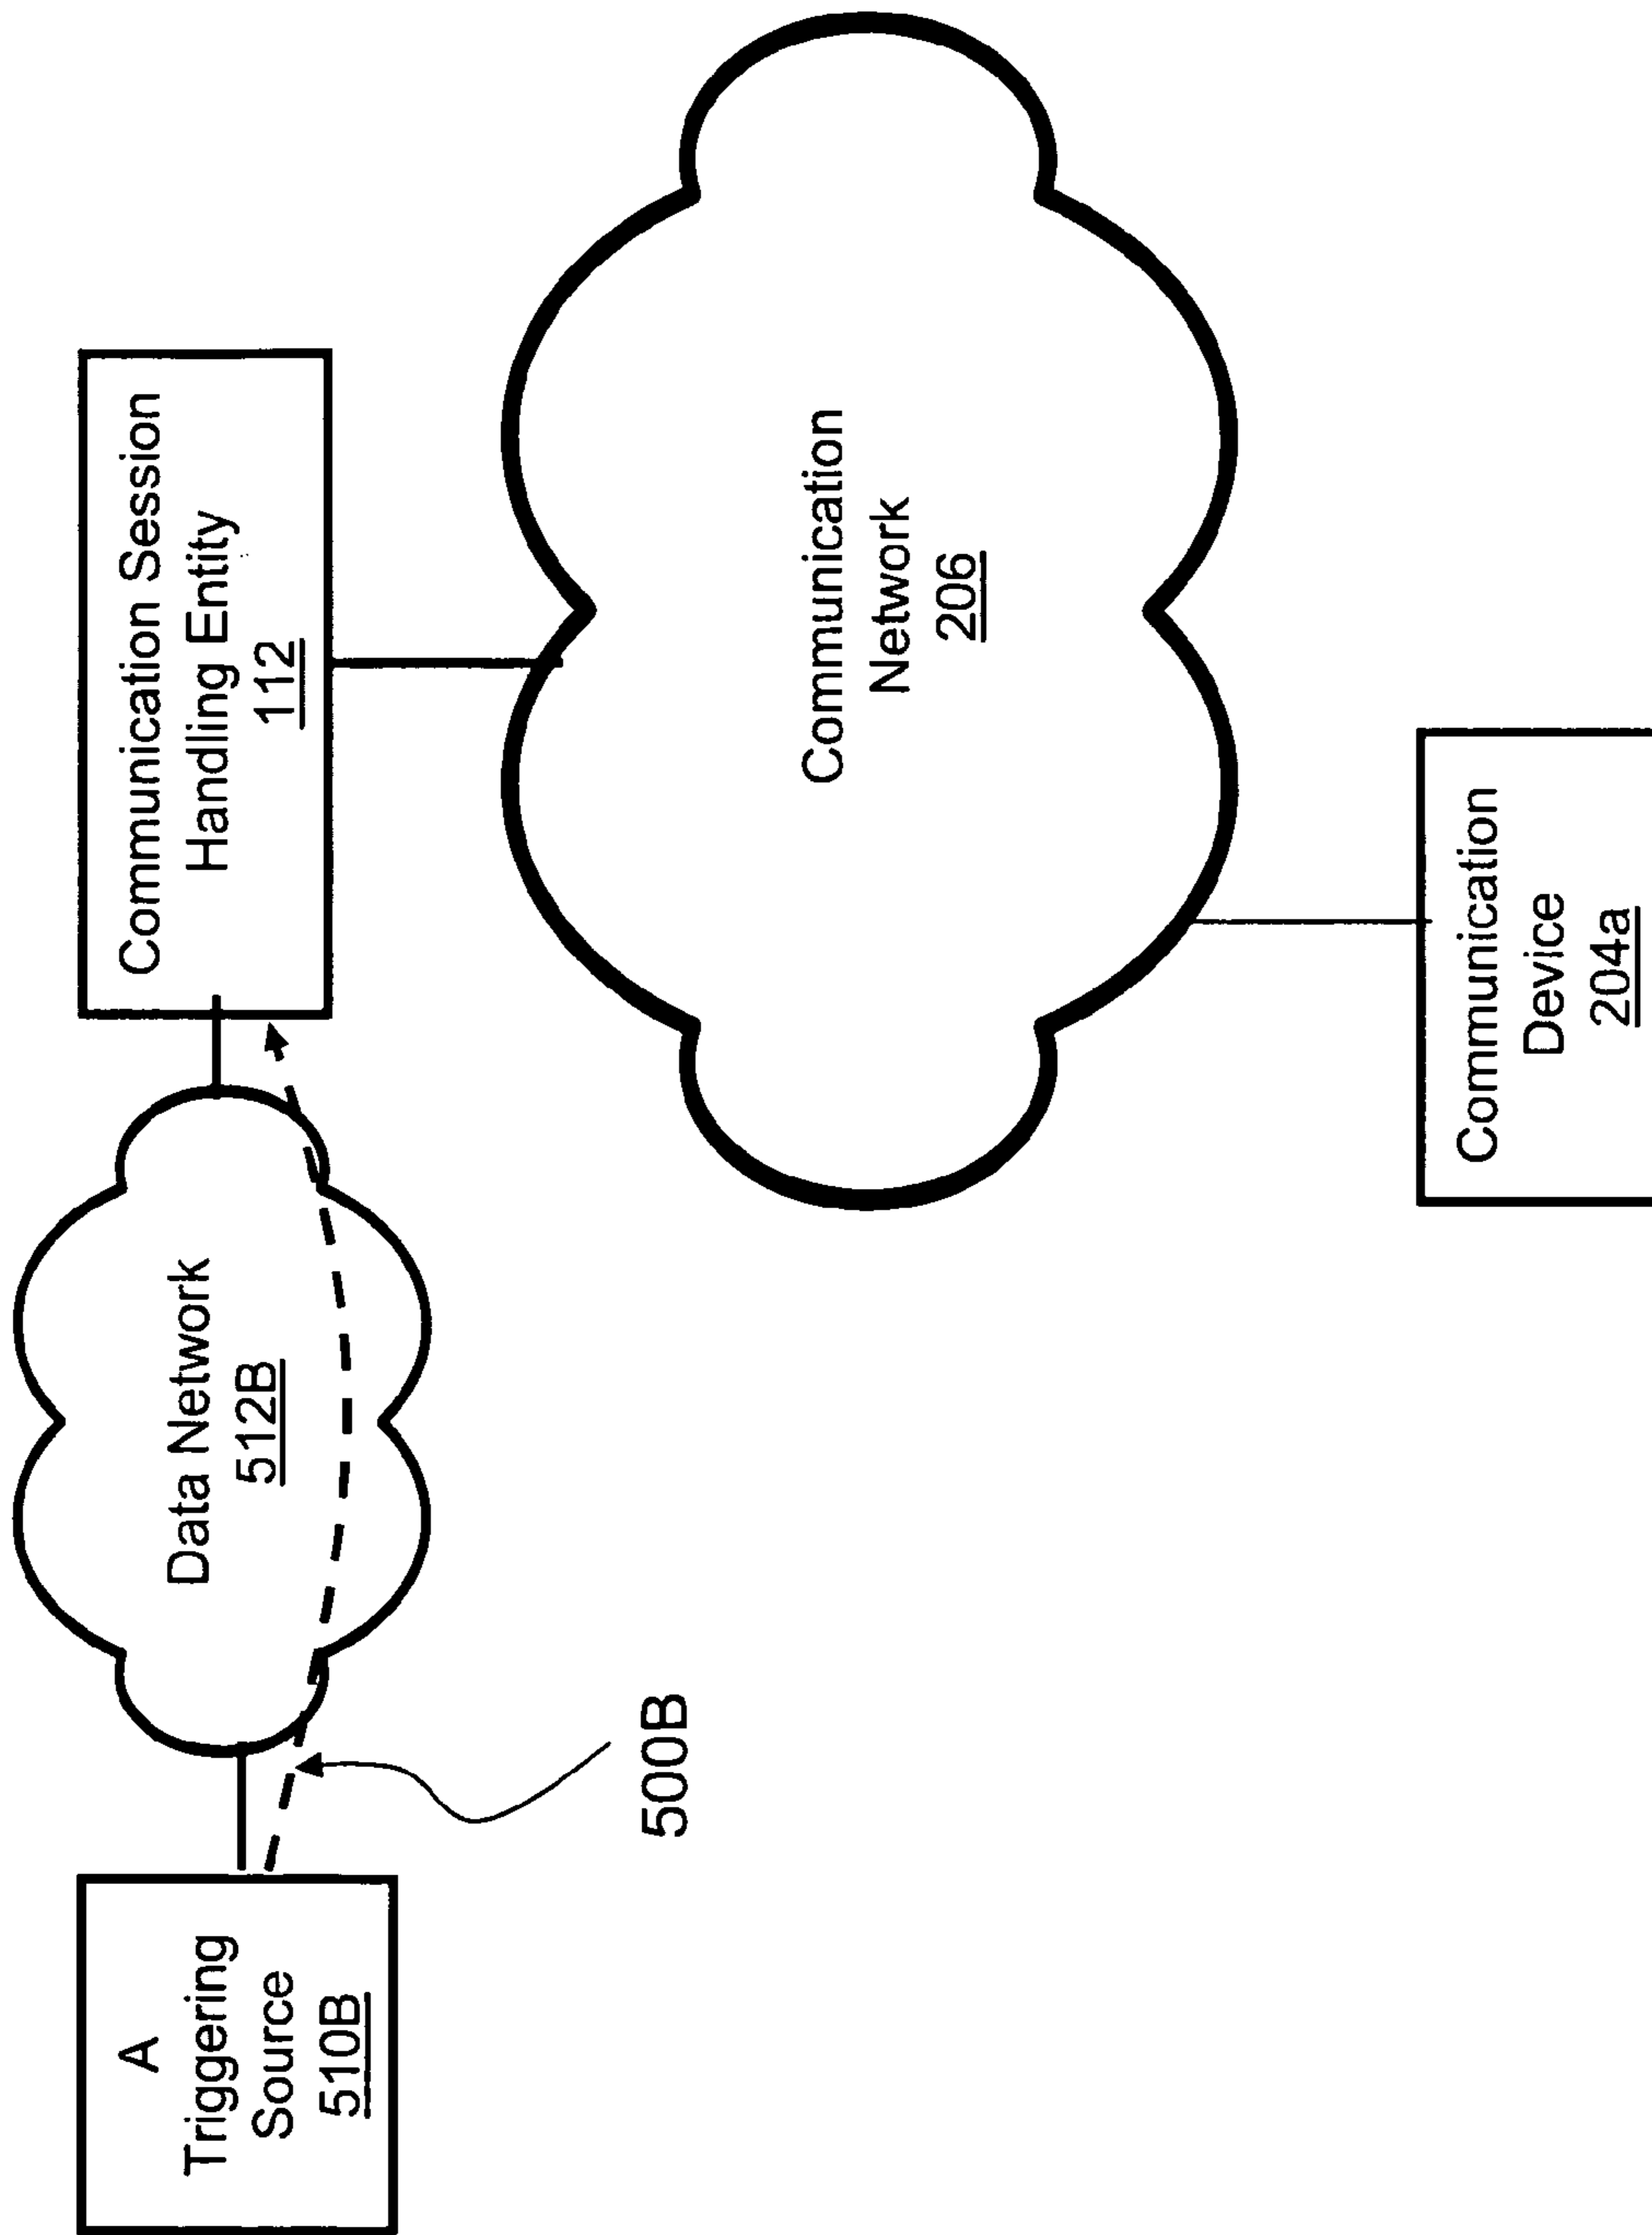 A
Triggering
Source
510B
500B
Data Network
512B
Communication Session
Handling Entity
112
Communication
Network
206
Communication
Device
204a